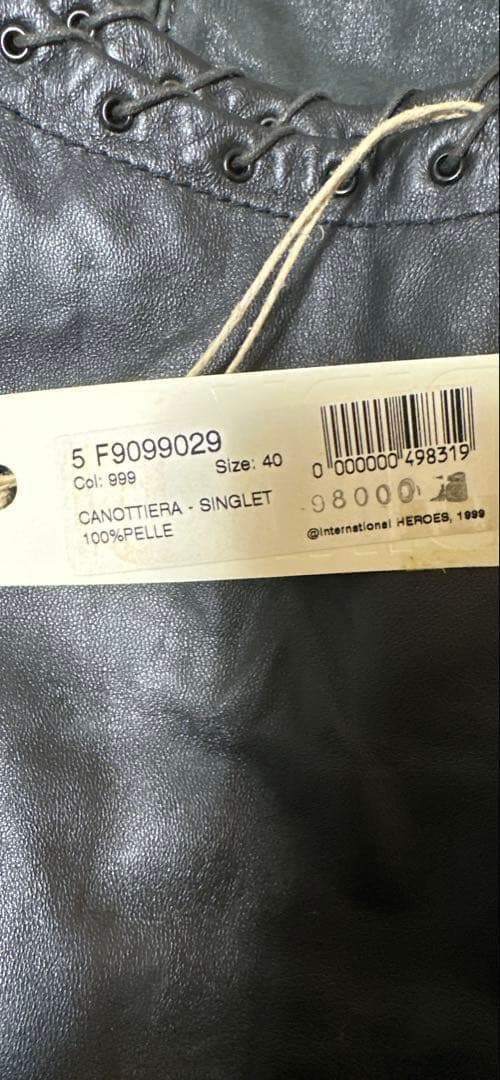 5 F9099029
Col: 999
Size: 40
CANOTTIERA - SINGLET
100%PELLE
0 000000 498319
98000
@International HEROES, 1999